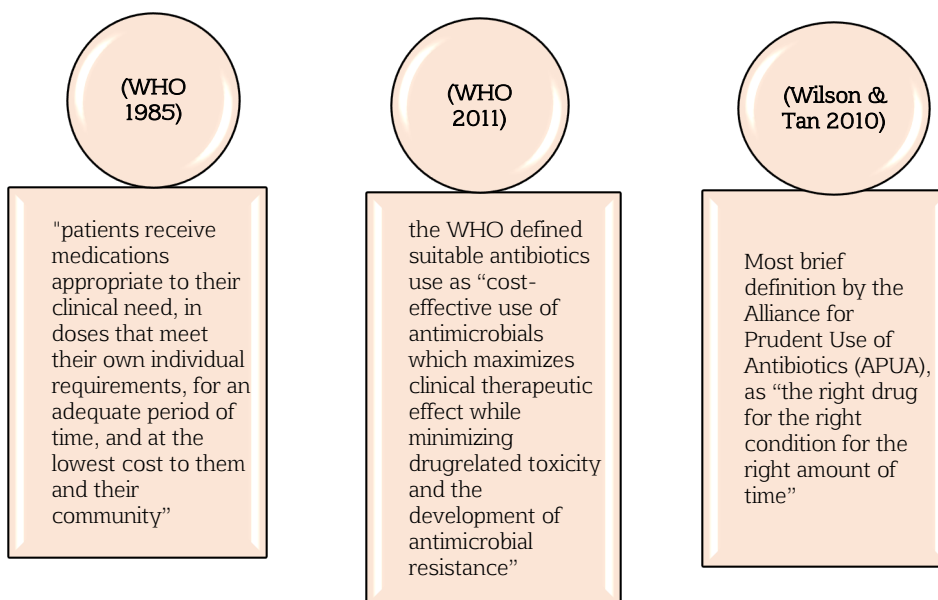 (WHO
1985)
"patients receive
medications
appropriate to their
clinical need, in
doses that meet
their own individual
requirements, for an
adequate period of
time, and at the
lowest cost to them
and their
community”
(WHO
2011)
the WHO defined
suitable antibiotics
use as “cost-
effective use of
antimicrobials
which maximizes
clinical therapeutic
effect while
minimizing
drugrelated toxicity
and the
development of
antimicrobial
resistance”
(Wilson &
Tan 2010)
Most brief
definition by the
Alliance for
Prudent Use of
Antibiotics (APUA),
as “the right drug
for the right
condition for the
right amount of
time”